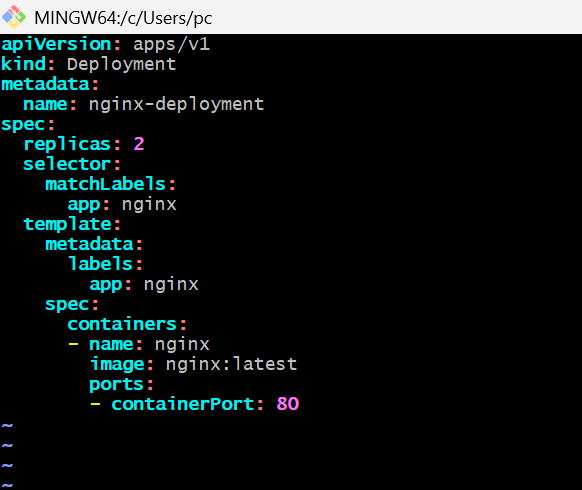 MINGW64:/c/Users/pc
apiVersion: apps/v1
kind: Deployment
metadata:
  name: nginx-deployment
spec:
  replicas: 2
  selector:
    matchLabels:
      app: nginx
  template:
    metadata:
      labels:
        app: nginx
    spec:
      containers:
      - name: nginx
        image: nginx:latest
        ports:
        - containerPort: 80
~
~
~
~